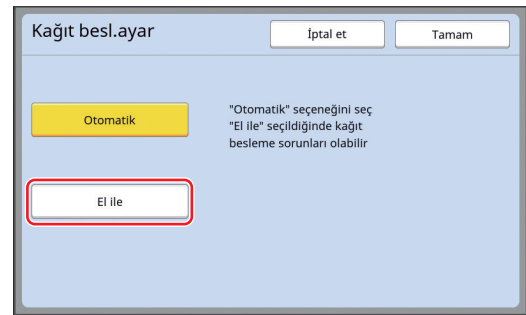 Kağıt besl.ayar
İptal et
Tamam
Otomatik
"Otomatik" seçeneğini seç
"El ile" seçildiğinde kağıt
besleme sorunları olabilir
El ile